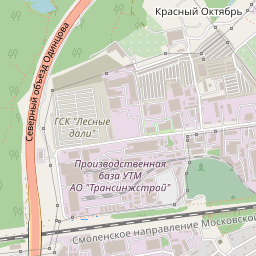 Красный Октябрь
Северный объезд Одинцова
ГСК "Лесные
дали"
Производственная
база УТМ
АО "Трансинжстрой"
Смоленское направление Московской